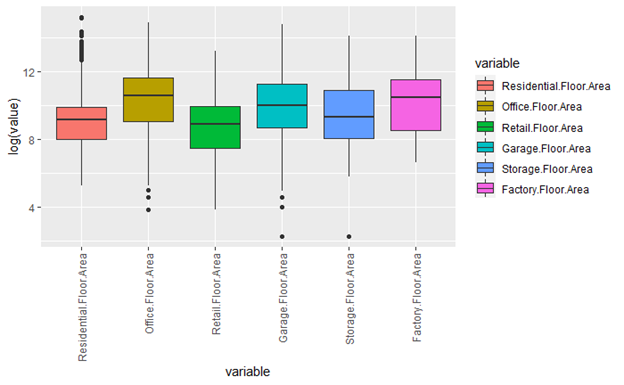 12
8
4
log(value)
Residential.Floor.Area
Office.Floor.Area
Retail.Floor.Area
Garage.Floor.Area
Storage.Floor.Area
Factory.Floor.Area
variable
variable
Residential.Floor.Area
Office.Floor.Area
Retail.Floor.Area
Garage.Floor.Area
Storage.Floor.Area
Factory.Floor.Area